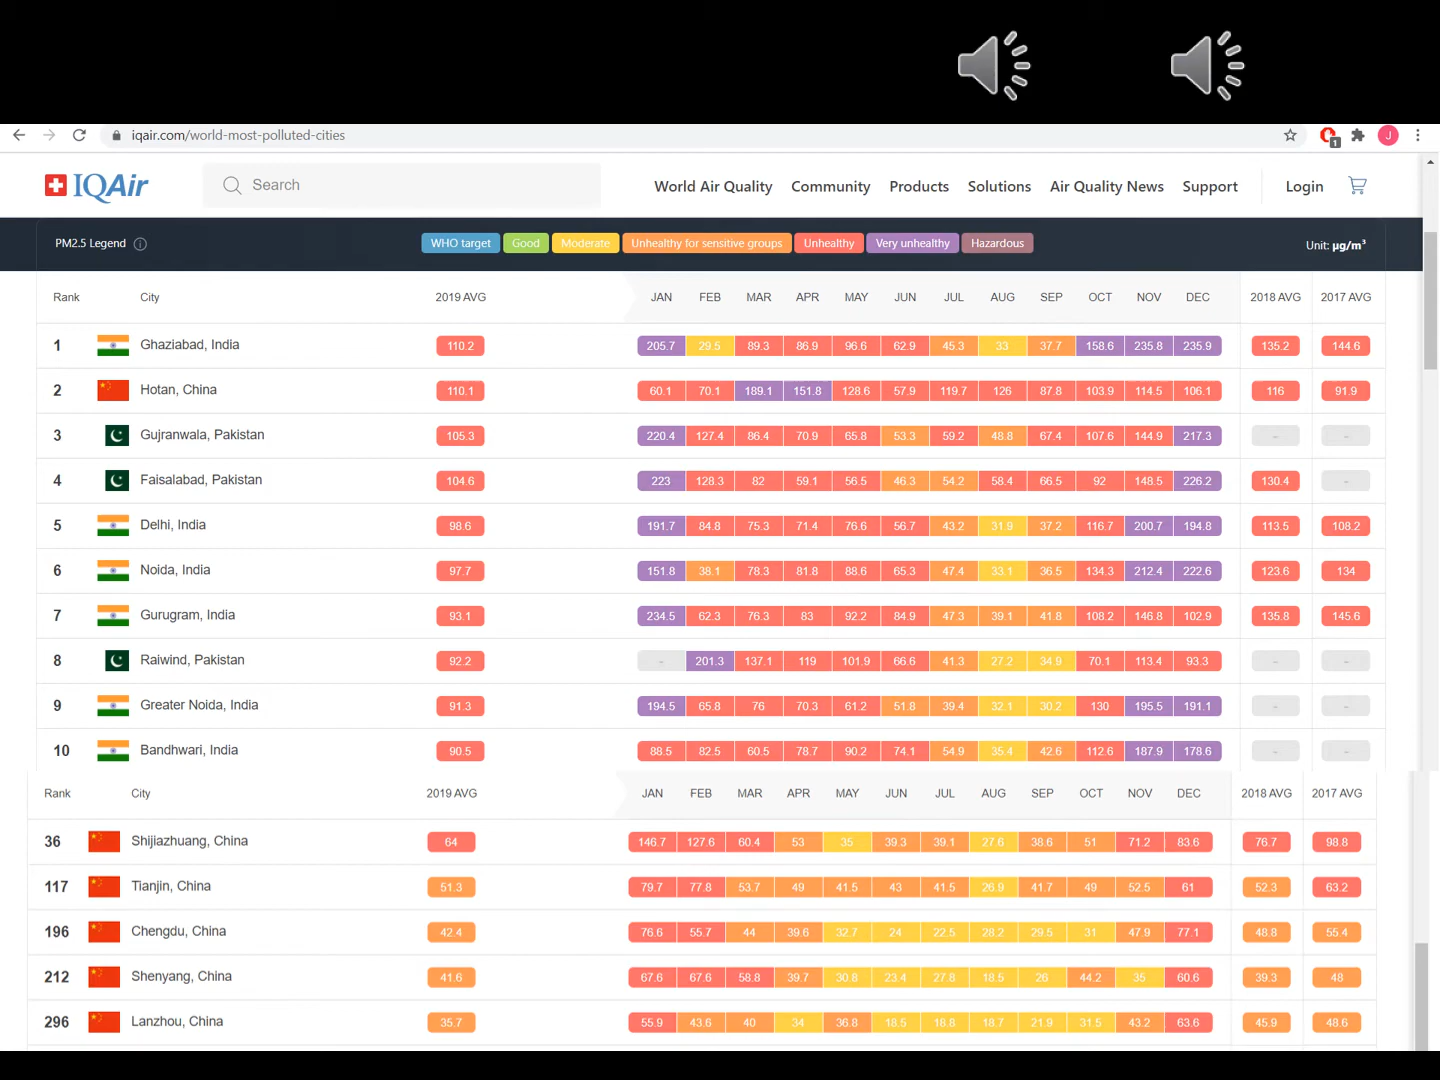 iqair.com/world-most-polluted-cities
1
J
IQAir
Search
World Air Quality Community Products Solutions Air Quality News Support Login
PM2.5 Legend WHO target Good Moderate Unhealthy for sensitive groups Unhealthy Very unhealthy Hazardous Unit: µg/m³
Rank City 2019 AVG JAN FEB MAR APR MAY JUN JUL AUG SEP OCT NOV DEC 2018 AVG 2017 AVG
1 Ghaziabad, India 110.2 205.7 29.5 89.3 86.9 96.6 62.9 45.3 33 37.7 158.6 235.8 235.9 135.2 144.6
2 Hotan, China 110.1 60.1 70.1 189.1 151.8 128.6 57.9 119.7 126 87.8 103.9 114.5 106.1 116 91.9
3 Gujranwala, Pakistan 105.3 220.4 127.4 86.4 70.9 65.8 53.3 59.2 48.8 67.4 107.6 144.9 217.3 - -
4 Faisalabad, Pakistan 104.6 223 128.3 82 59.1 56.5 46.3 54.2 58.4 66.5 92 148.5 226.2 130.4 -
5 Delhi, India 98.6 191.7 84.8 75.3 71.4 76.6 56.7 43.2 31.9 37.2 116.7 200.7 194.8 113.5 108.2
6 Noida, India 97.7 151.8 38.1 78.3 81.8 88.6 65.3 47.4 33.1 36.5 134.3 212.4 222.6 123.6 134
7 Gurugram, India 93.1 234.5 62.3 76.3 83 92.2 84.9 47.3 39.1 41.8 108.2 146.8 102.9 135.8 145.6
8 Raiwind, Pakistan 92.2 - 201.3 137.1 119 101.9 66.6 41.3 27.2 34.9 70.1 113.4 93.3 - -
9 Greater Noida, India 91.3 194.5 65.8 76 70.3 61.2 51.8 39.4 32.1 30.2 130 195.5 191.1 - -
10 Bandhwari, India 90.5 88.5 82.5 60.5 78.7 90.2 74.1 54.9 35.4 42.6 112.6 187.9 178.6 - -
Rank City 2019 AVG JAN FEB MAR APR MAY JUN JUL AUG SEP OCT NOV DEC 2018 AVG 2017 AVG
36 Shijiazhuang, China 64 146.7 127.6 60.4 53 35 39.3 39.1 27.6 38.6 51 71.2 83.6 76.7 98.8
117 Tianjin, China 51.3 79.7 77.8 53.7 49 41.5 43 41.5 26.9 41.7 49 52.5 61 52.3 63.2
196 Chengdu, China 42.4 76.6 55.7 44 39.6 32.7 24 22.5 28.2 29.5 31 47.9 77.1 48.8 55.4
212 Shenyang, China 41.6 67.6 67.6 58.8 39.7 30.8 23.4 27.8 18.5 26 44.2 35 60.6 39.3 48
296 Lanzhou, China 35.7 55.9 43.6 40 34 36.8 18.5 18.8 18.7 21.9 31.5 43.2 63.6 45.9 48.6